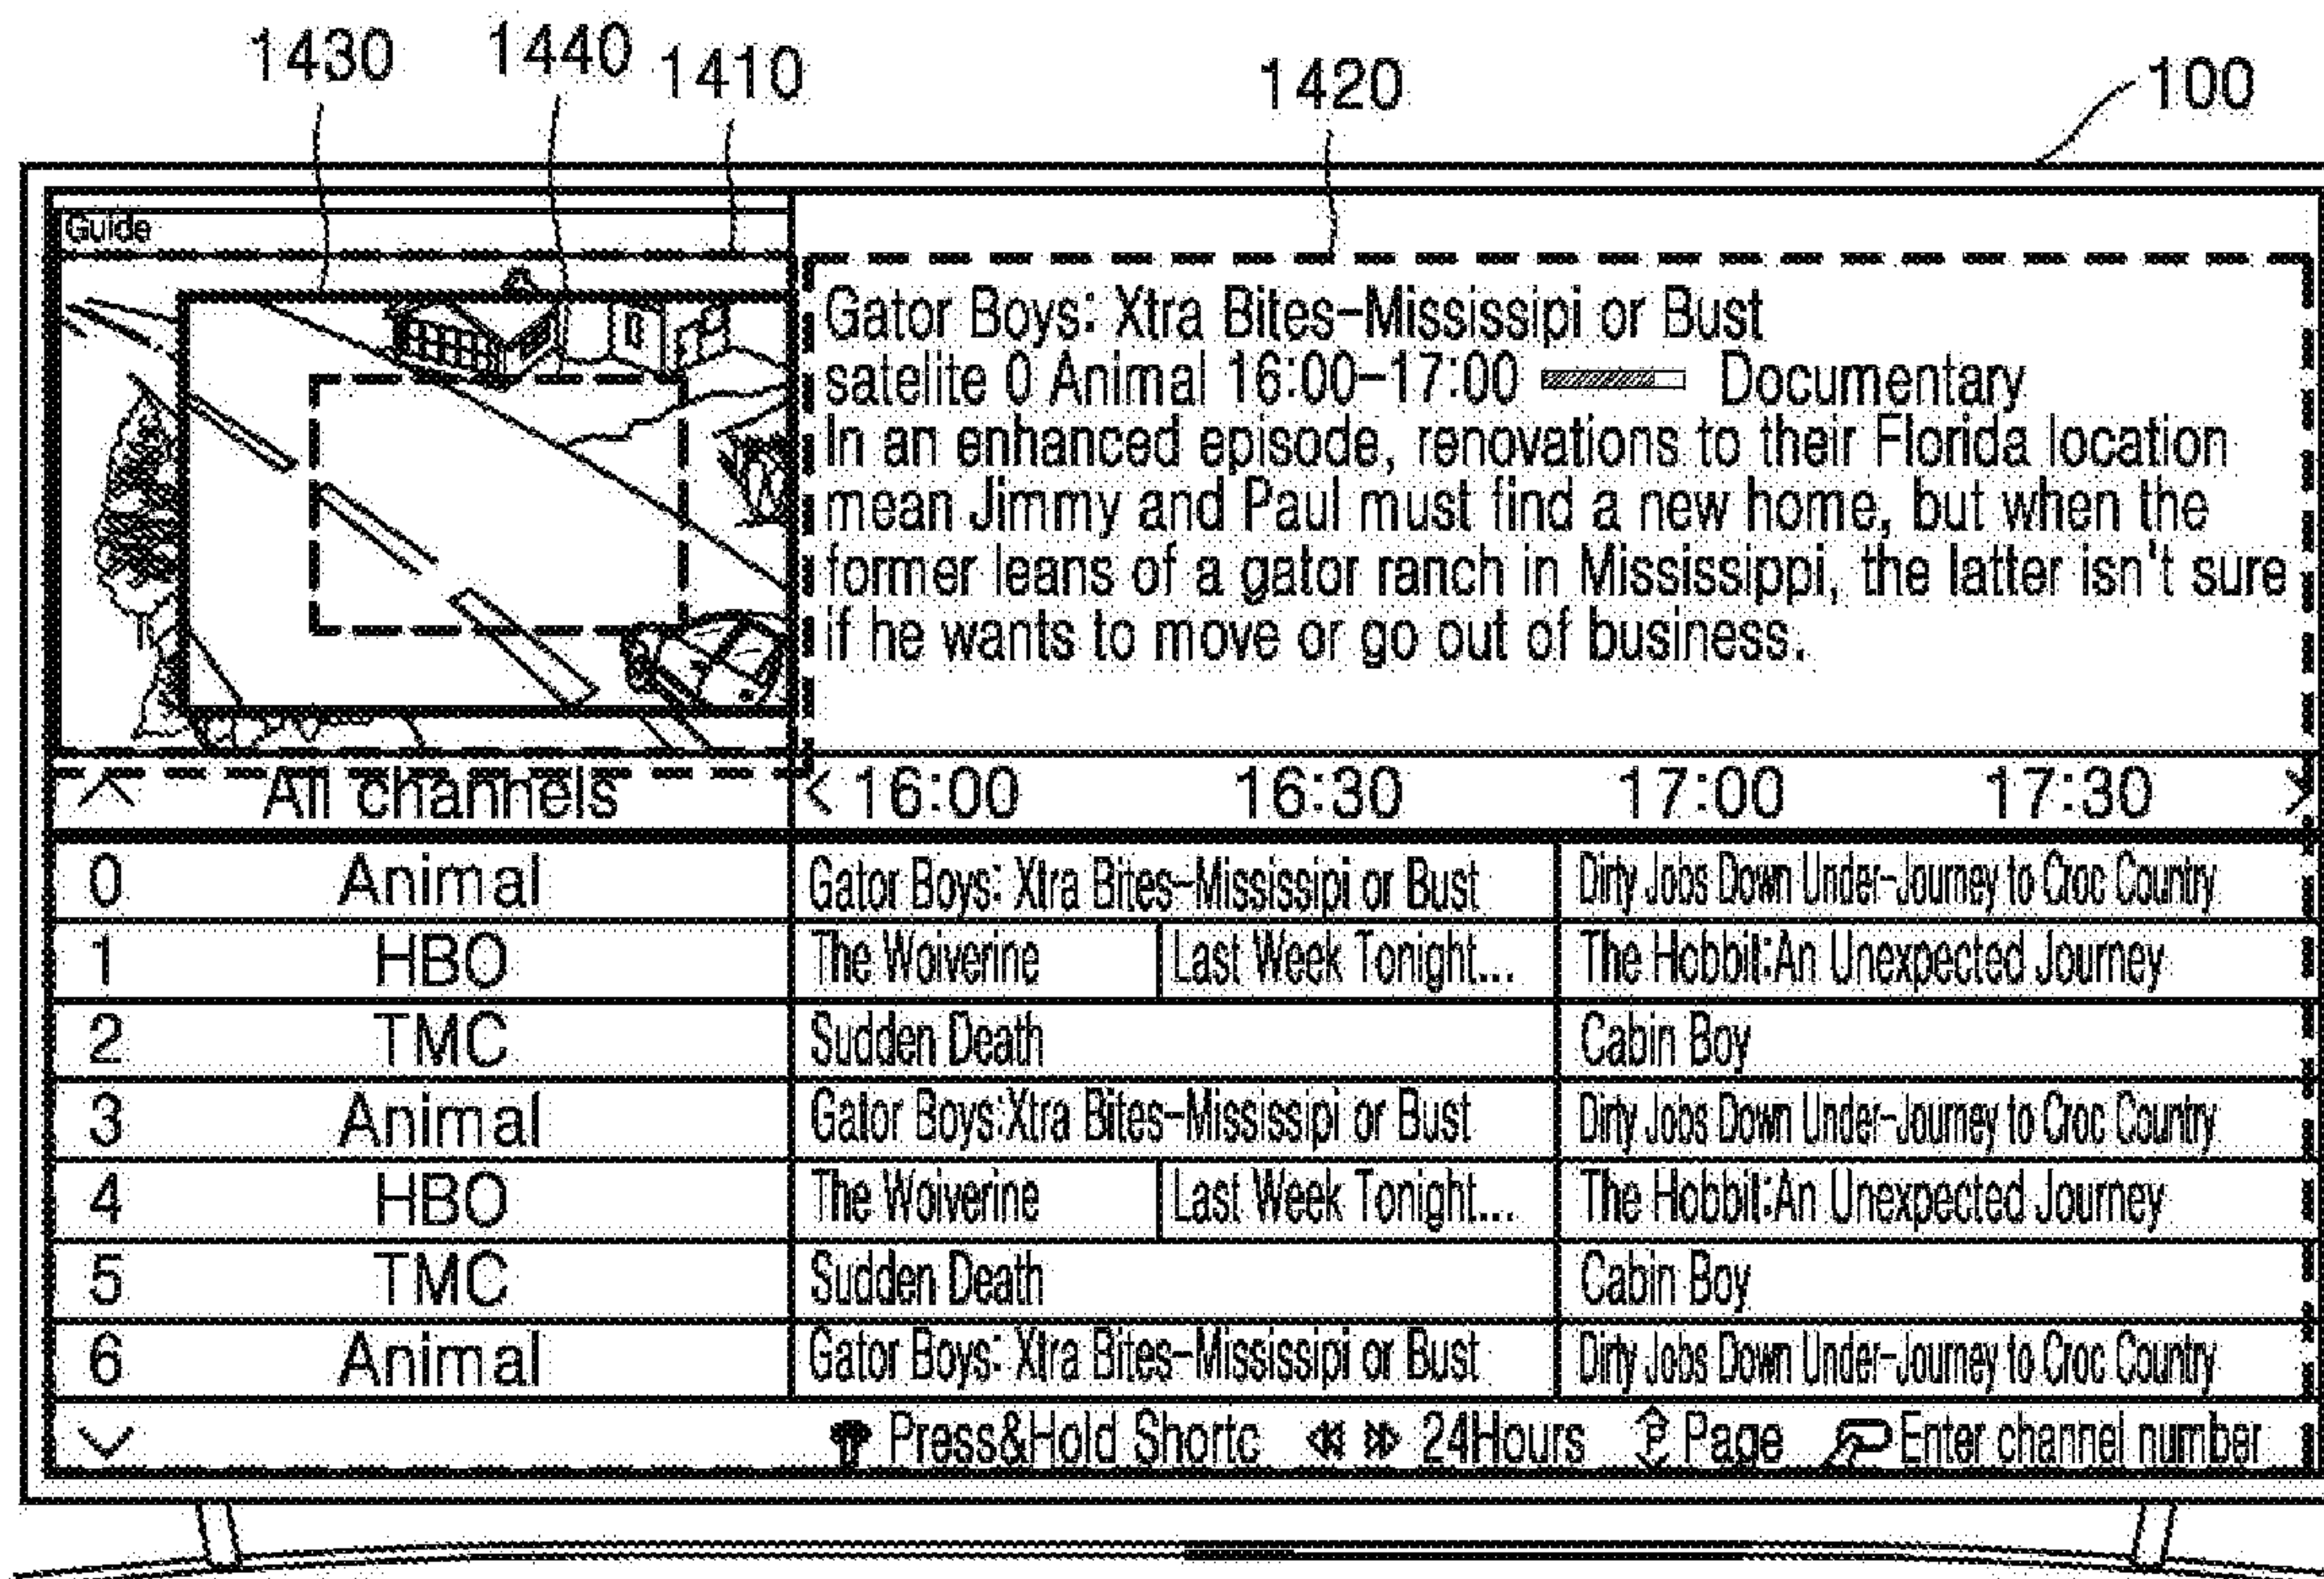 1430 1440 1410 1420 100
Guide
Gator Boys: Xtra Bites-Mississipi or Bust
satelite 0 Animal 16:00-17:00 Documentary
In an enhanced episode, renovations to their Florida location
mean Jimmy and Paul must find a new home, but when the
former leans of a gator ranch in Mississippi, the latter isn't sure
if he wants to move or go out of business.
All channels < 16:00 16:30 17:00 17:30 >
0 Animal Gator Boys: Xtra Bites-Mississipi or Bust Dirty Jobs Down Under-Journey to Croc Country
1 HBO The Woiverine Last Week Tonight... The Hobbit:An Unexpected Journey
2 TMC Sudden Death Cabin Boy
3 Animal Gator Boys:Xtra Bites-Mississipi or Bust Dirty Jobs Down Under-Journey to Croc Country
4 HBO The Woiverine Last Week Tonight... The Hobbit:An Unexpected Journey
5 TMC Sudden Death Cabin Boy
6 Animal Gator Boys: Xtra Bites-Mississipi or Bust Dirty Jobs Down Under-Journey to Croc Country
Press&Hold Shortc 24Hours P Page Enter channel number